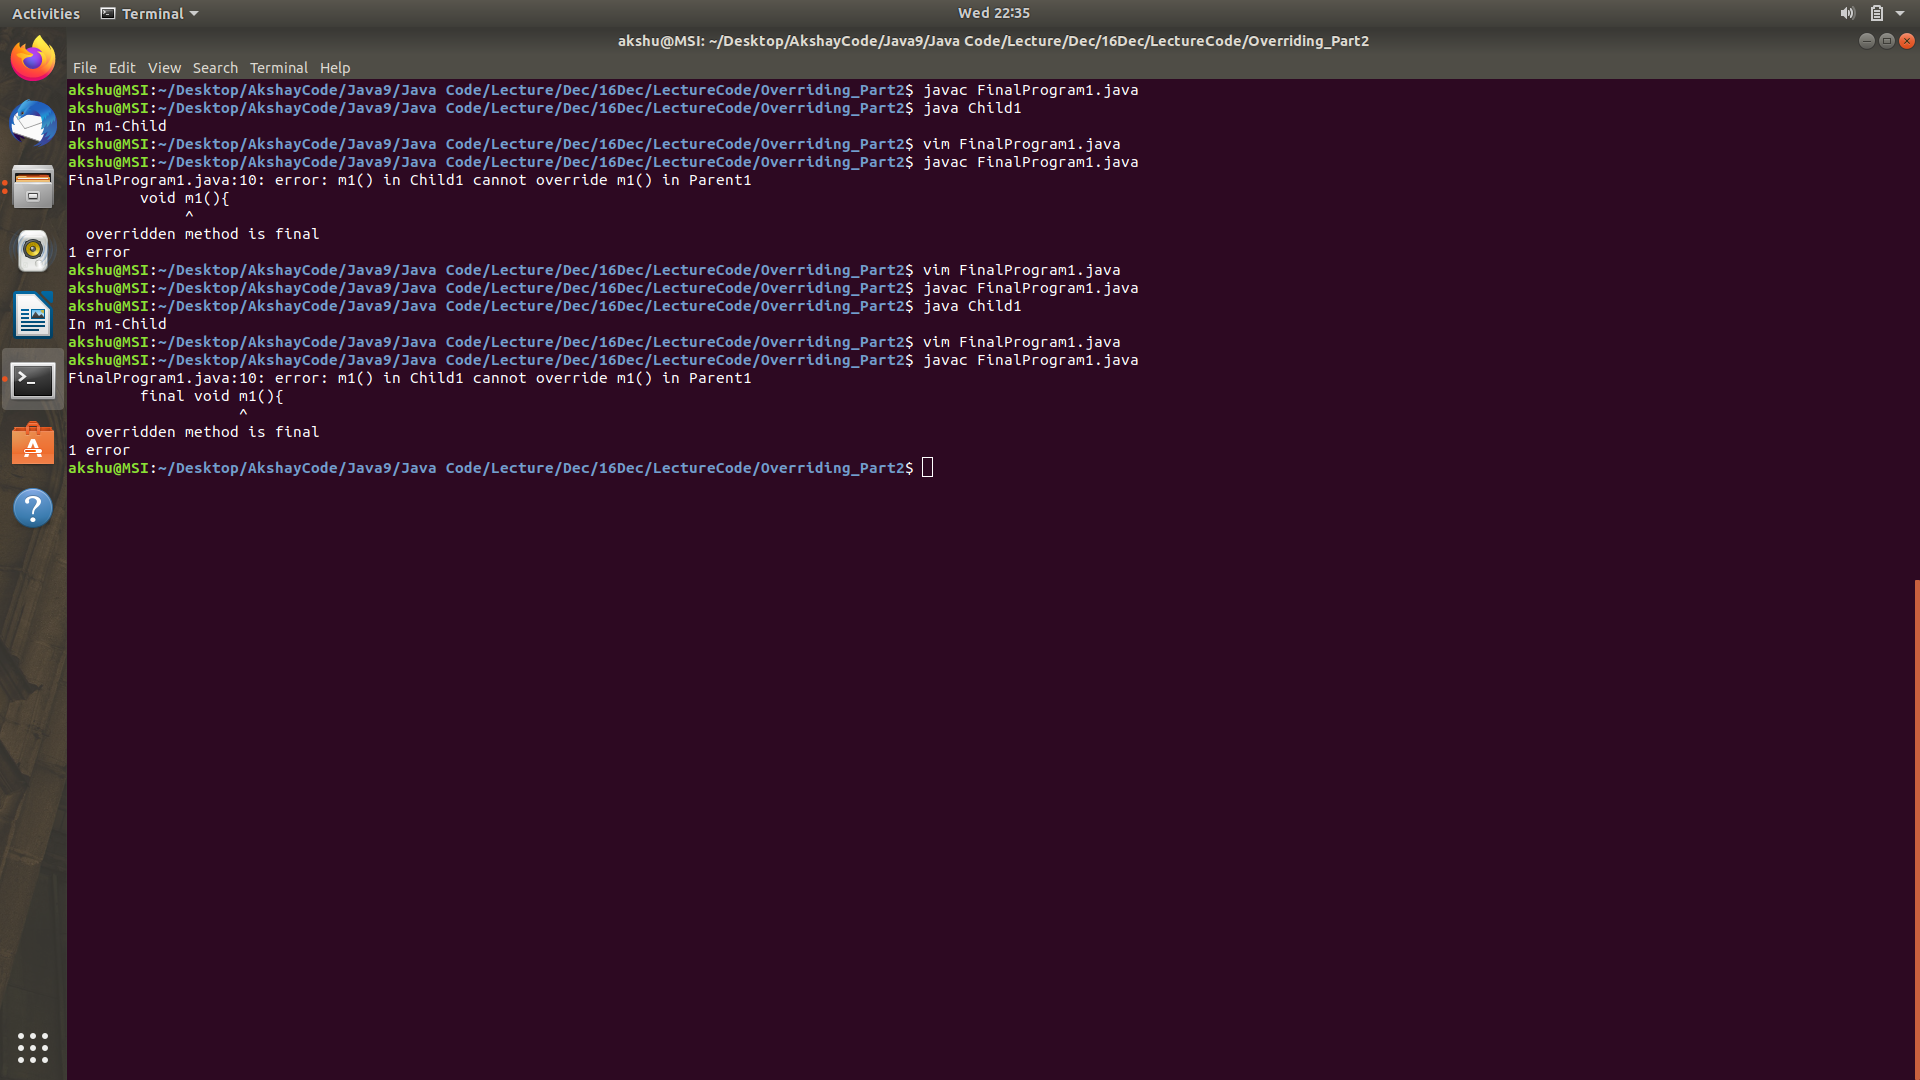 Activities Terminal Wed 22:35
akshu@MSI: ~/Desktop/AkshayCode/Java9/Java Code/Lecture/Dec/16Dec/LectureCode/Overriding_Part2
File Edit View Search Terminal Help
akshu@MSI:~/Desktop/AkshayCode/Java9/Java Code/Lecture/Dec/16Dec/LectureCode/Overriding_Part2$ javac FinalProgram1.java
akshu@MSI:~/Desktop/AkshayCode/Java9/Java Code/Lecture/Dec/16Dec/LectureCode/Overriding_Part2$ java Child1
In m1-Child
akshu@MSI:~/Desktop/AkshayCode/Java9/Java Code/Lecture/Dec/16Dec/LectureCode/Overriding_Part2$ vim FinalProgram1.java
akshu@MSI:~/Desktop/AkshayCode/Java9/Java Code/Lecture/Dec/16Dec/LectureCode/Overriding_Part2$ javac FinalProgram1.java
FinalProgram1.java:10: error: m1() in Child1 cannot override m1() in Parent1
        void m1(){
             ^
  overridden method is final
1 error
akshu@MSI:~/Desktop/AkshayCode/Java9/Java Code/Lecture/Dec/16Dec/LectureCode/Overriding_Part2$ vim FinalProgram1.java
akshu@MSI:~/Desktop/AkshayCode/Java9/Java Code/Lecture/Dec/16Dec/LectureCode/Overriding_Part2$ javac FinalProgram1.java
akshu@MSI:~/Desktop/AkshayCode/Java9/Java Code/Lecture/Dec/16Dec/LectureCode/Overriding_Part2$ java Child1
In m1-Child
akshu@MSI:~/Desktop/AkshayCode/Java9/Java Code/Lecture/Dec/16Dec/LectureCode/Overriding_Part2$ vim FinalProgram1.java
akshu@MSI:~/Desktop/AkshayCode/Java9/Java Code/Lecture/Dec/16Dec/LectureCode/Overriding_Part2$ javac FinalProgram1.java
FinalProgram1.java:10: error: m1() in Child1 cannot override m1() in Parent1
        final void m1(){
                   ^
  overridden method is final
1 error
akshu@MSI:~/Desktop/AkshayCode/Java9/Java Code/Lecture/Dec/16Dec/LectureCode/Overriding_Part2$